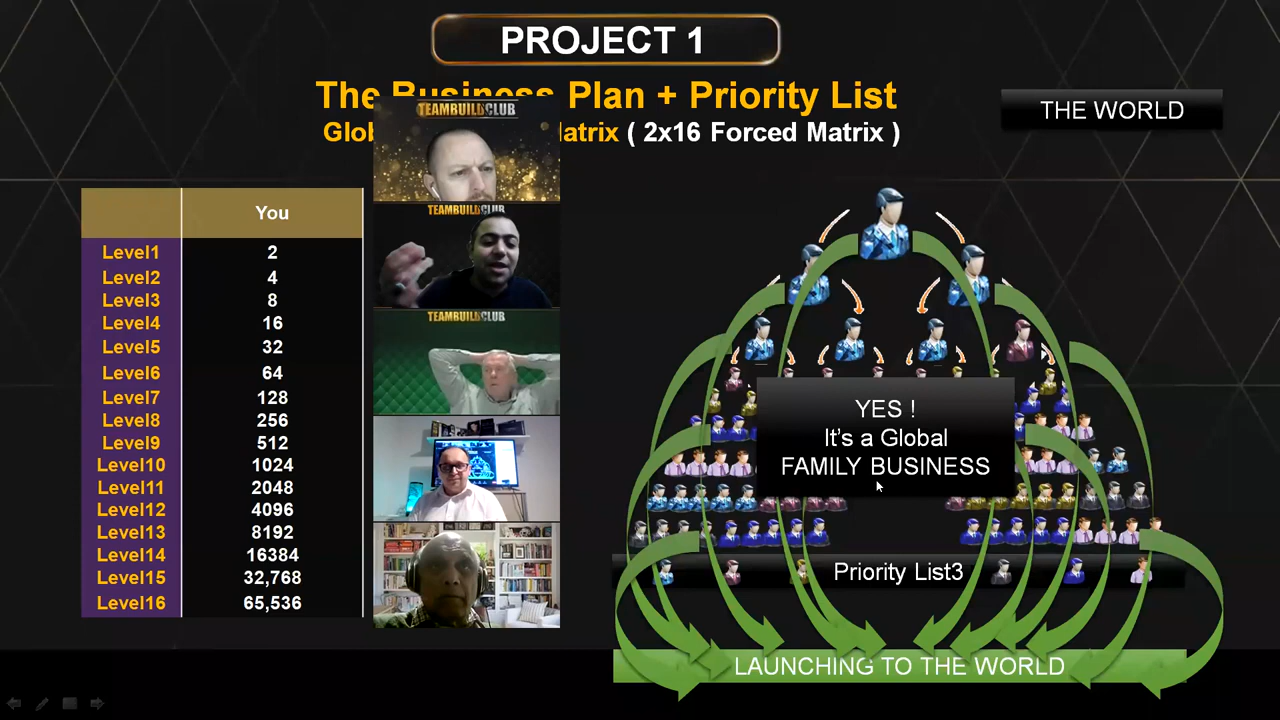 PROJECT 1
The Business Plan + Priority List
THE WORLD
Glob atrix ( 2x16 Forced Matrix )
TEAMBUILDCLUB
You
Level1 2
Level2 4
Level3 8
Level4 16
Level5 32
Level6 64
Level7 128
Level8 256
Level9 512
Level10 1024
Level11 2048
Level12 4096
Level13 8192
Level14 16384
Level15 32,768
Level16 65,536
TEAMBUILDCLUB
TEAMBUILDCLUB
YES !
It's a Global
FAMILY BUSINESS
Priority List3
LAUNCHING TO THE WORLD